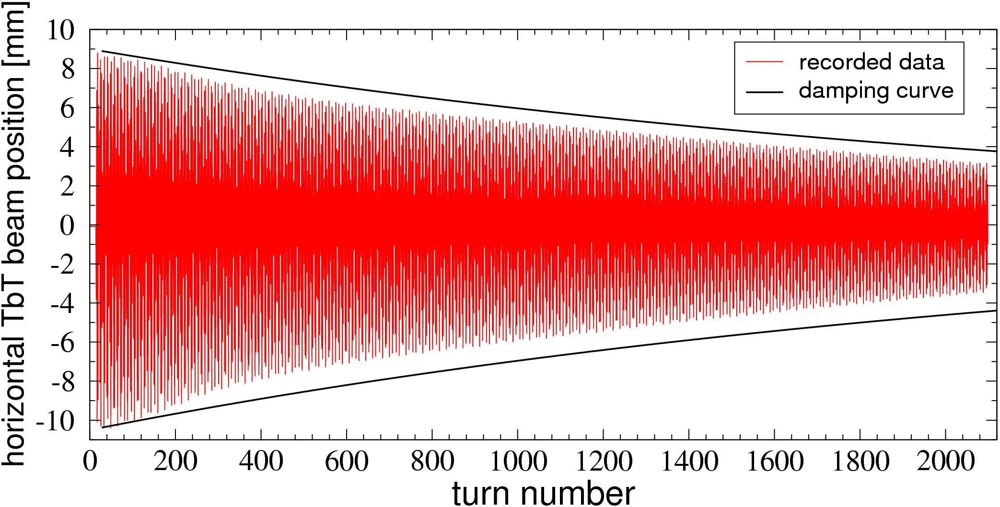 horizontal TbT beam position [mm]
10
8
6
4
2
0
-2
-4
-6
-8
-10
recorded data
damping curve
0 200 400 600 800 1000 1200 1400 1600 1800 2000
turn number